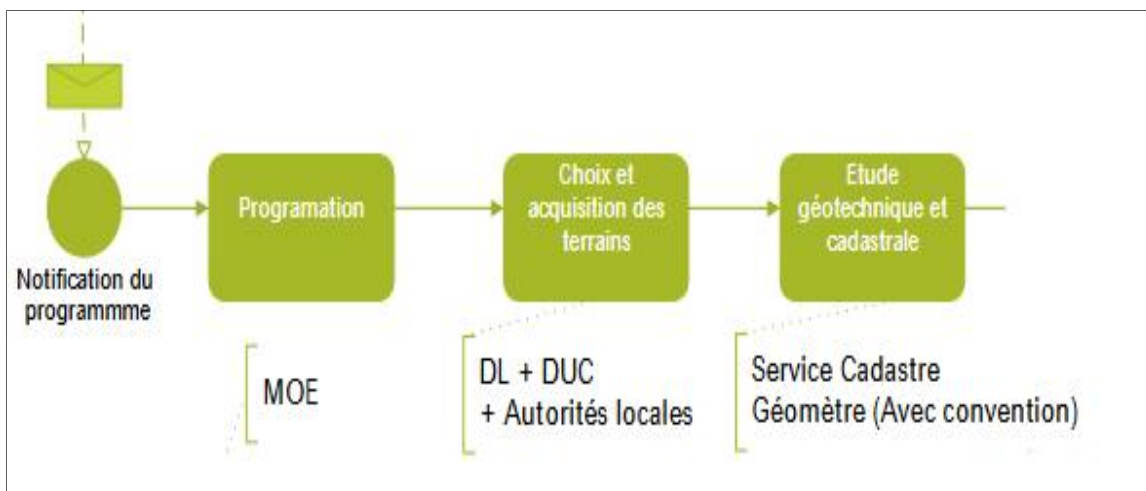 Notification du
programmme
Programation
Choix et
acquisition des
terrains
Etude
géotechnique et
cadastrale
MOE
DL + DUC
+ Autorités locales
Service Cadastre
Géomètre (Avec convention)